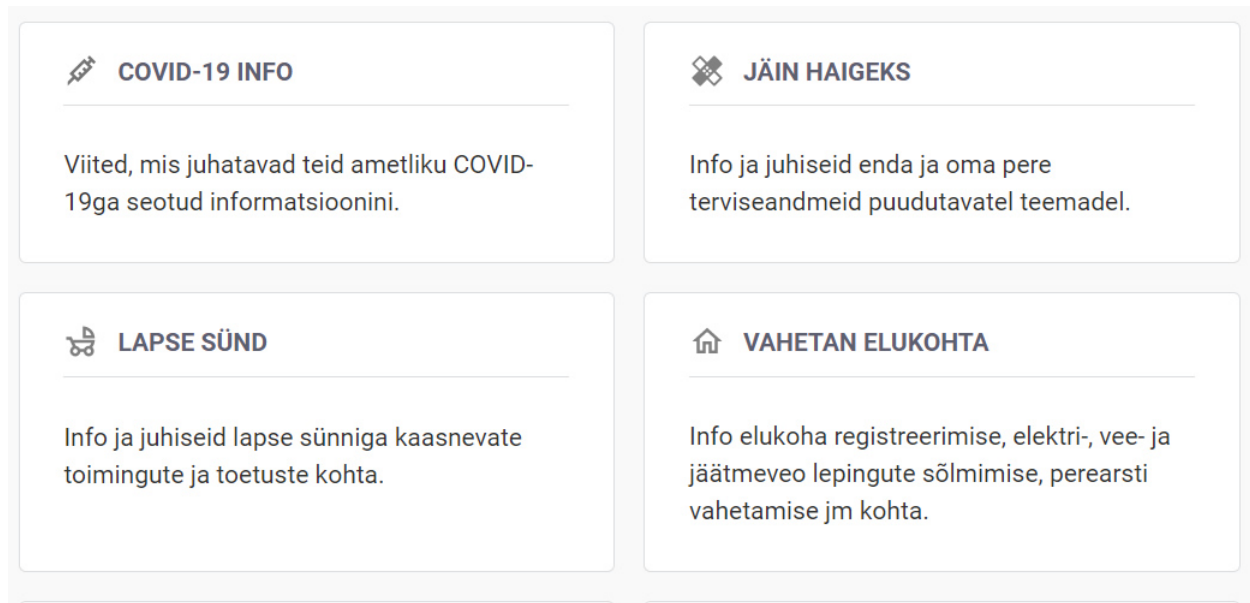 COVID-19 INFO
Viited, mis juhatavad teid ametliku COVID-
19ga seotud informatsioonini.
JÄIN HAIGEKS
Info ja juhiseid enda ja oma pere
terviseandmeid puudutavatel teemadel.
LAPSE SÜND
Info ja juhiseid lapse sünniga kaasnevate
toimingute ja toetuste kohta.
VAHETAN ELUKOHTA
Info elukoha registreerimise, elektri-, vee- ja
jäätmeveo lepingute sõlmimise, perearsti
vahetamise jm kohta.